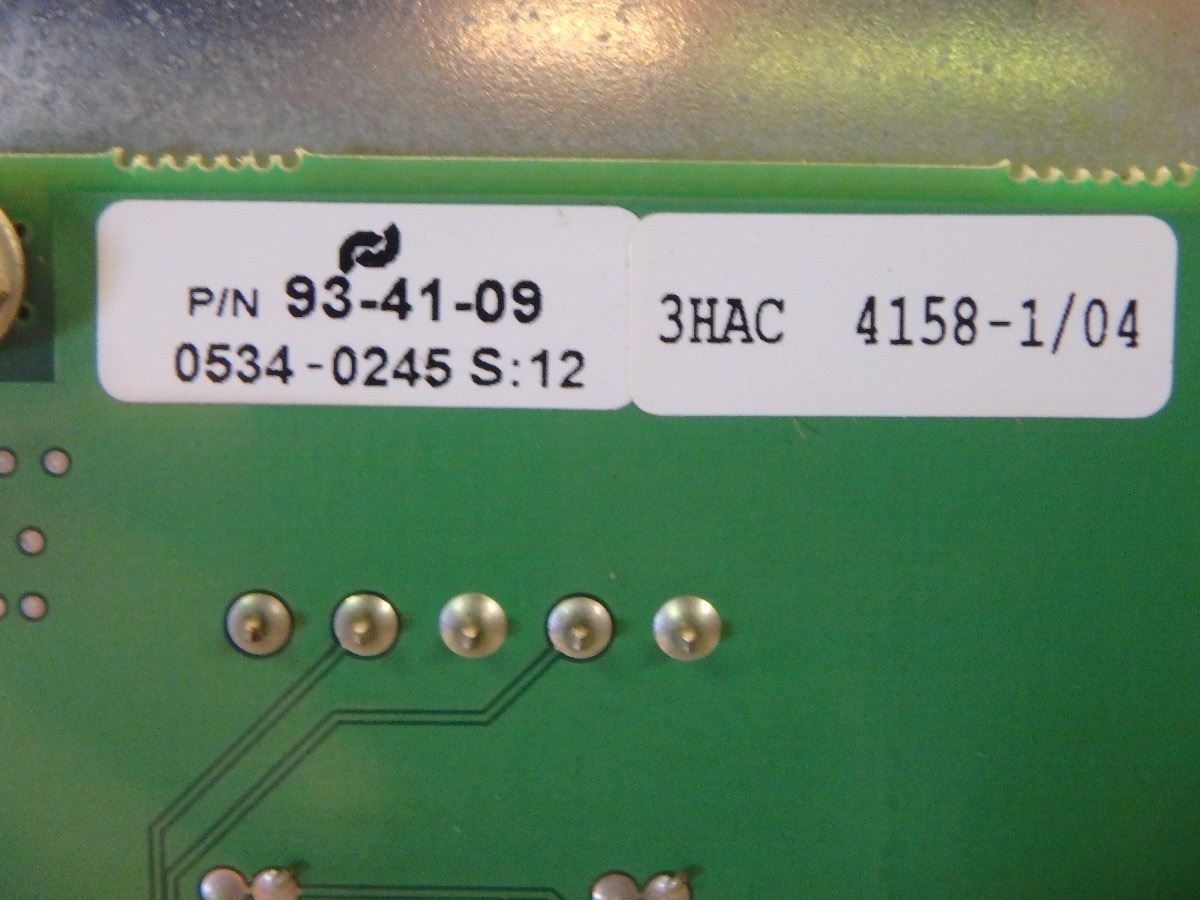 P/N 93-41-09
0534-0245 S:12
3HAC 4158-1/04